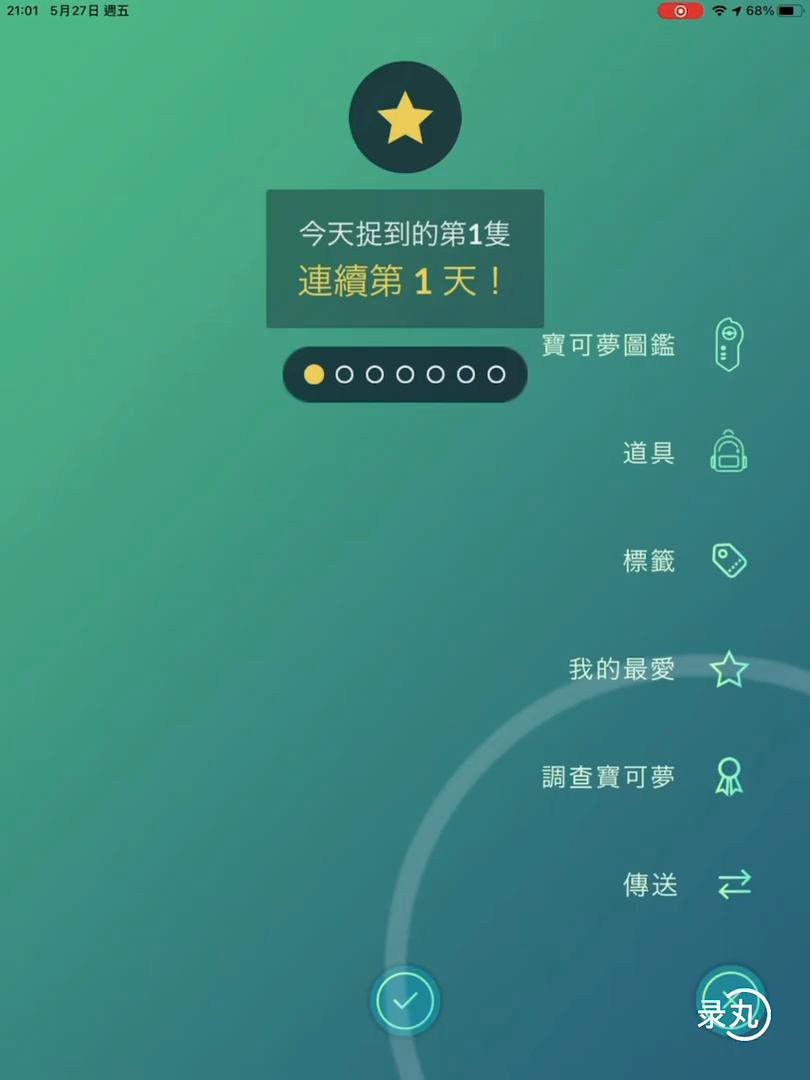 21:01 5月27日 週五
68%
今天捉到的第1隻
連續第 1 天！
寶可夢圖鑑
道具
標籤
我的最愛
調查寶可夢
傳送
录丸